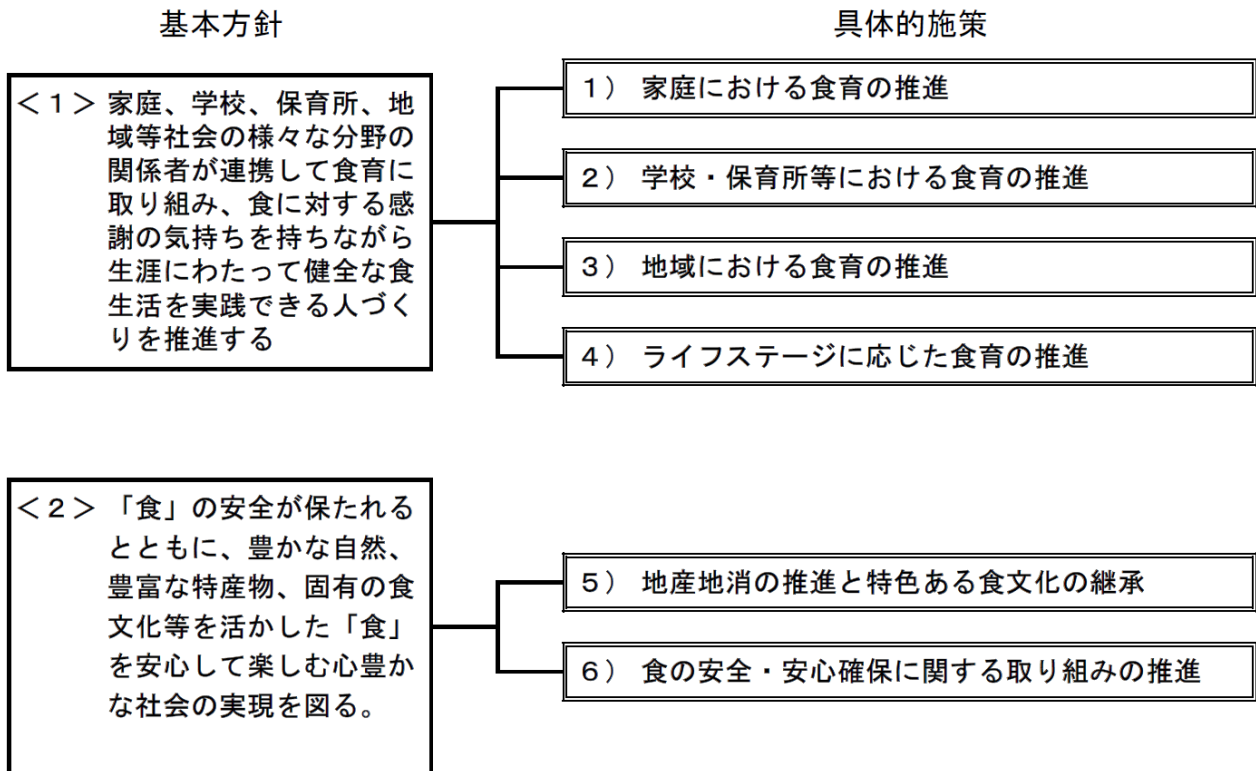 基本方針
具体的施策
＜１＞ 家庭、学校、保育所、地
域等社会の様々な分野の
関係者が連携して食育に
取り組み、食に対する感
謝の気持ちを持ちながら
生涯にわたって健全な食
生活を実践できる人づく
りを推進する
１） 家庭における食育の推進
２） 学校・保育所等における食育の推進
３） 地域における食育の推進
４） ライフステージに応じた食育の推進
＜２＞ 「食」の安全が保たれる
とともに、豊かな自然、
豊富な特産物、固有の食
文化等を活かした「食」
を安心して楽しむ心豊か
な社会の実現を図る。
５） 地産地消の推進と特色ある食文化の継承
６） 食の安全・安心確保に関する取り組みの推進